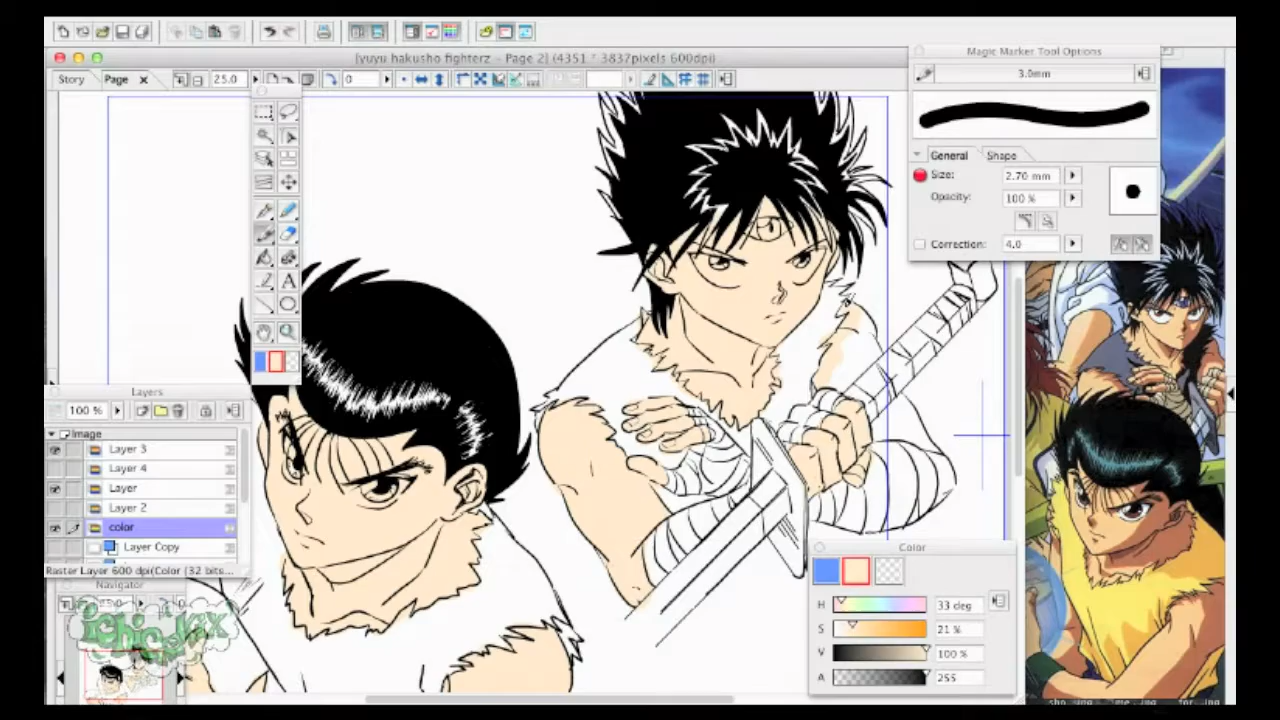 Magic Marker Tool Options
(yuyu hakusho fighterz - Page 2) (4351 * 3837pixels 600dpi)
3.0mm
Story
Page
25.0
0
General
Shape
Size:
2.70 mm
Opacity:
100 %
Correction:
4.0
A
Layers
100 %
Image
Layer 3
Layer 4
Layer
Layer 2
color
Layer Copy
Raster Layer 600 dpi(Color (32 bits...
Navigator
Color
H
33 deg
S
21 %
V
100 %
A
255